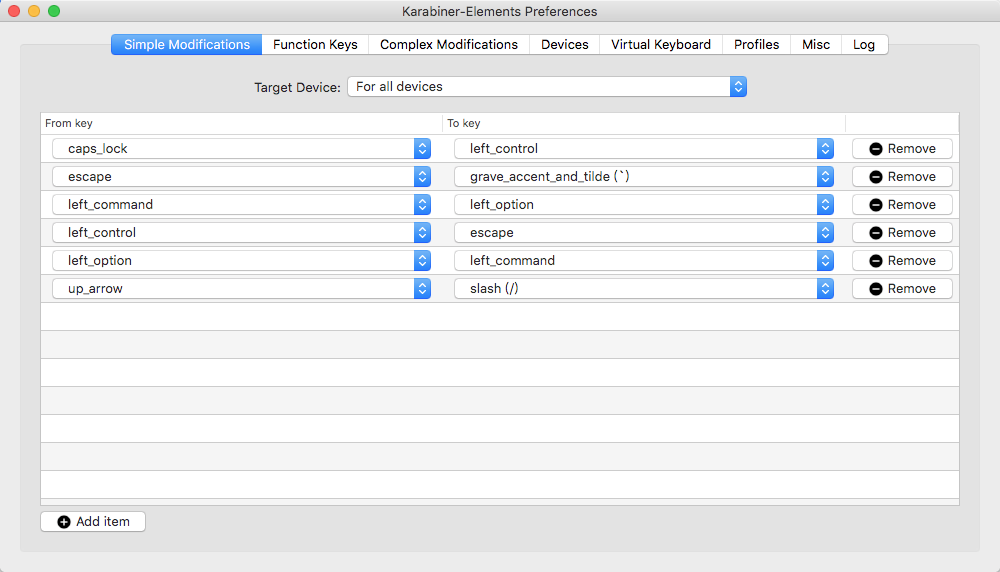 Karabiner-Elements Preferences
Simple Modifications Function Keys Complex Modifications Devices Virtual Keyboard Profiles Misc Log
Target Device: For all devices
From key To key
caps_lock left_control Remove
escape grave_accent_and_tilde (`) Remove
left_command left_option Remove
left_control escape Remove
left_option left_command Remove
up_arrow slash (/) Remove
Add item